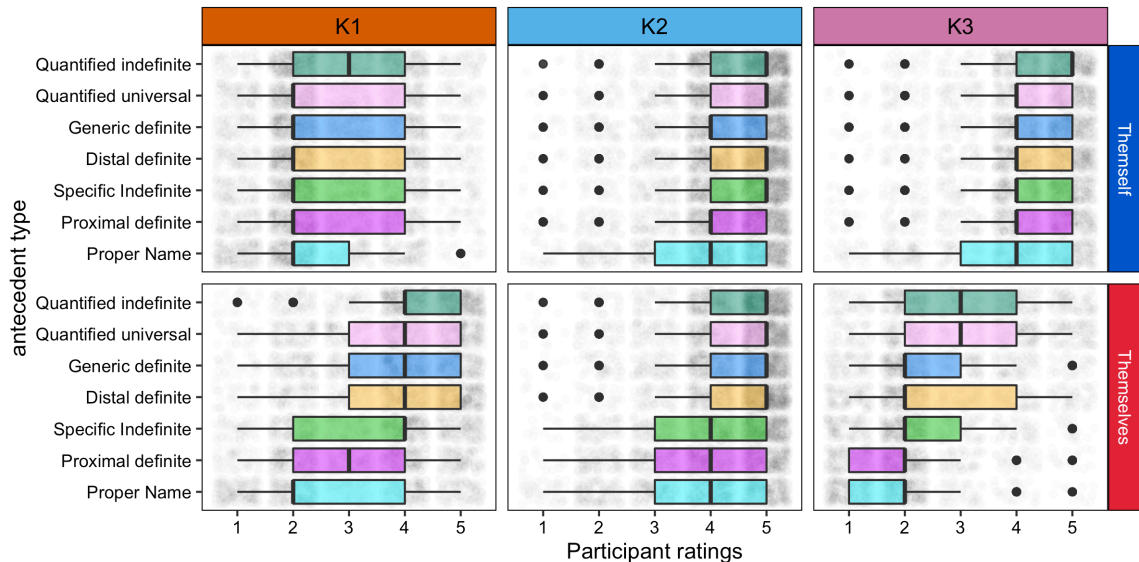 K1 K2 K3
Quantified indefinite
Quantified universal
Generic definite
Distal definite
Specific Indefinite
Proximal definite
Proper Name
Themself
Quantified indefinite
Quantified universal
Generic definite
Distal definite
Specific Indefinite
Proximal definite
Proper Name
Themselves
antecedent type
1 2 3 4 5 1 2 3 4 5 1 2 3 4 5
Participant ratings